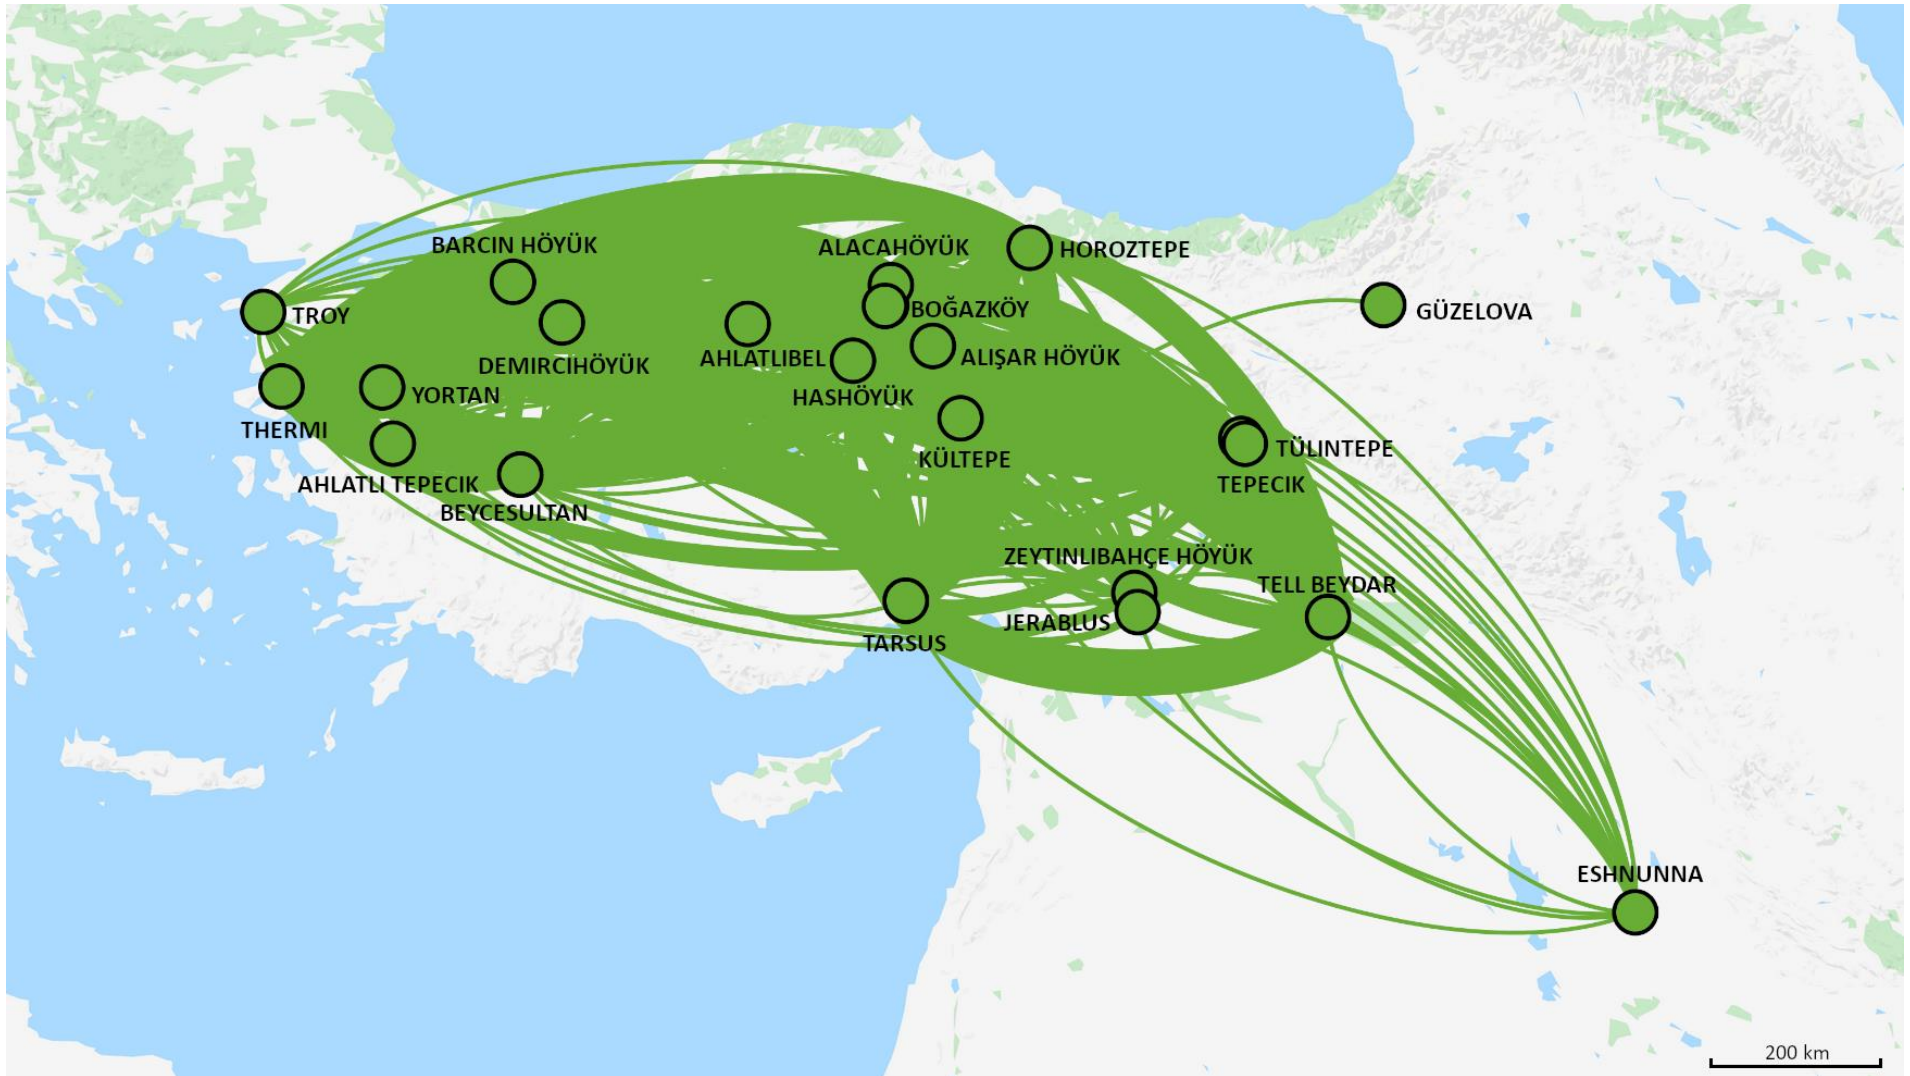 BARCIN HÖYÜK
ALACAHÖYÜK
HOROZTEPE
TROY
BOĞAZKÖY
GÜZELOVA
DEMIRCIHÖYÜK
AHLATLIBEL
ALIŞAR HÖYÜK
YORTAN
HASHÖYÜK
THERMI
KÜLTEPE
TÜLINTEPE
AHLATLI TEPECIK
TEPECIK
BEYCESULTAN
ZEYTINLIBAHÇE HÖYÜK
TELL BEYDAR
JERABLUS
TARSUS
ESHNUNNA
200 km